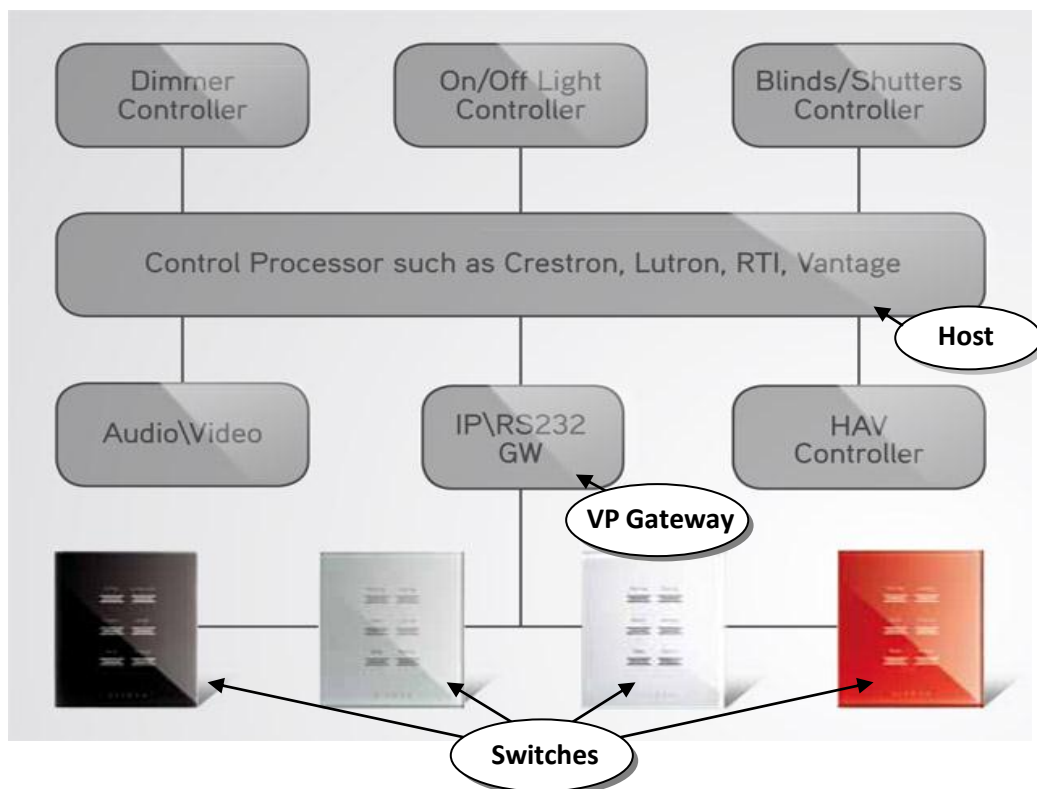 Dimmer
Controller
On/Off Light
Controller
Blinds/Shutters
Controller
Control Processor such as Crestron, Lutron, RTI, Vantage
Host
Audio\Video
IP\RS232
GW
HAV
Controller
VP Gateway
Switches